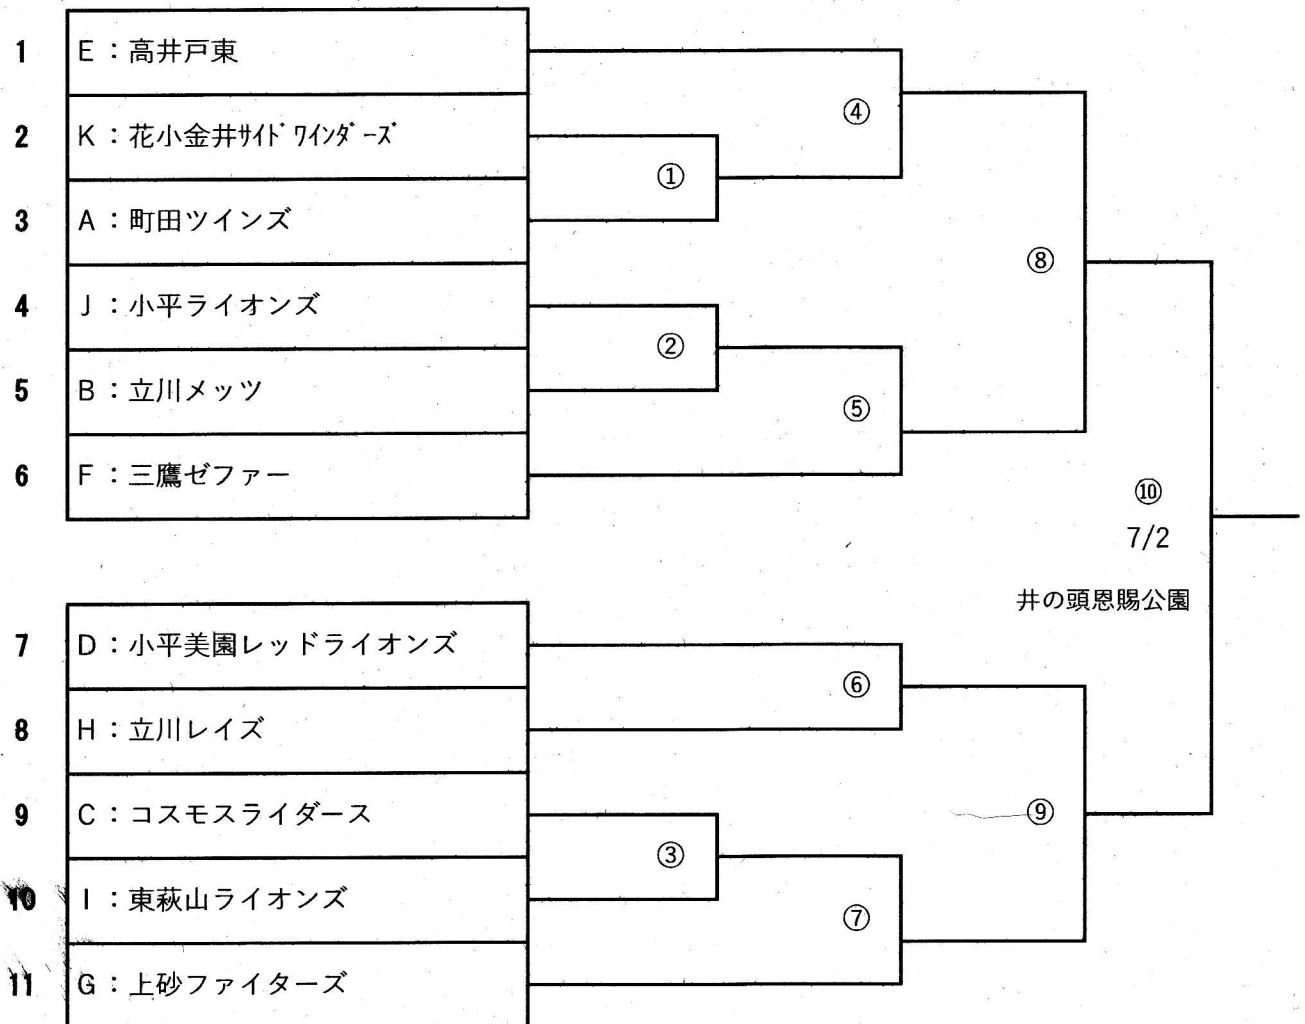 1 E：高井戸東
④
2 K：花小金井ｻｲﾄﾞﾜｲﾝﾀﾞｰｽﾞ
①
3 A：町田ツインズ
⑧
4 J：小平ライオンズ
②
5 B：立川メッツ
⑤
6 F：三鷹ゼファー
⑩
7/2
井の頭恩賜公園
7 D：小平美園レッドライオンズ
⑥
8 H：立川レイズ
9 C：コスモスライダース
⑨
③
10 I：東萩山ライオンズ
⑦
11 G：上砂ファイターズ